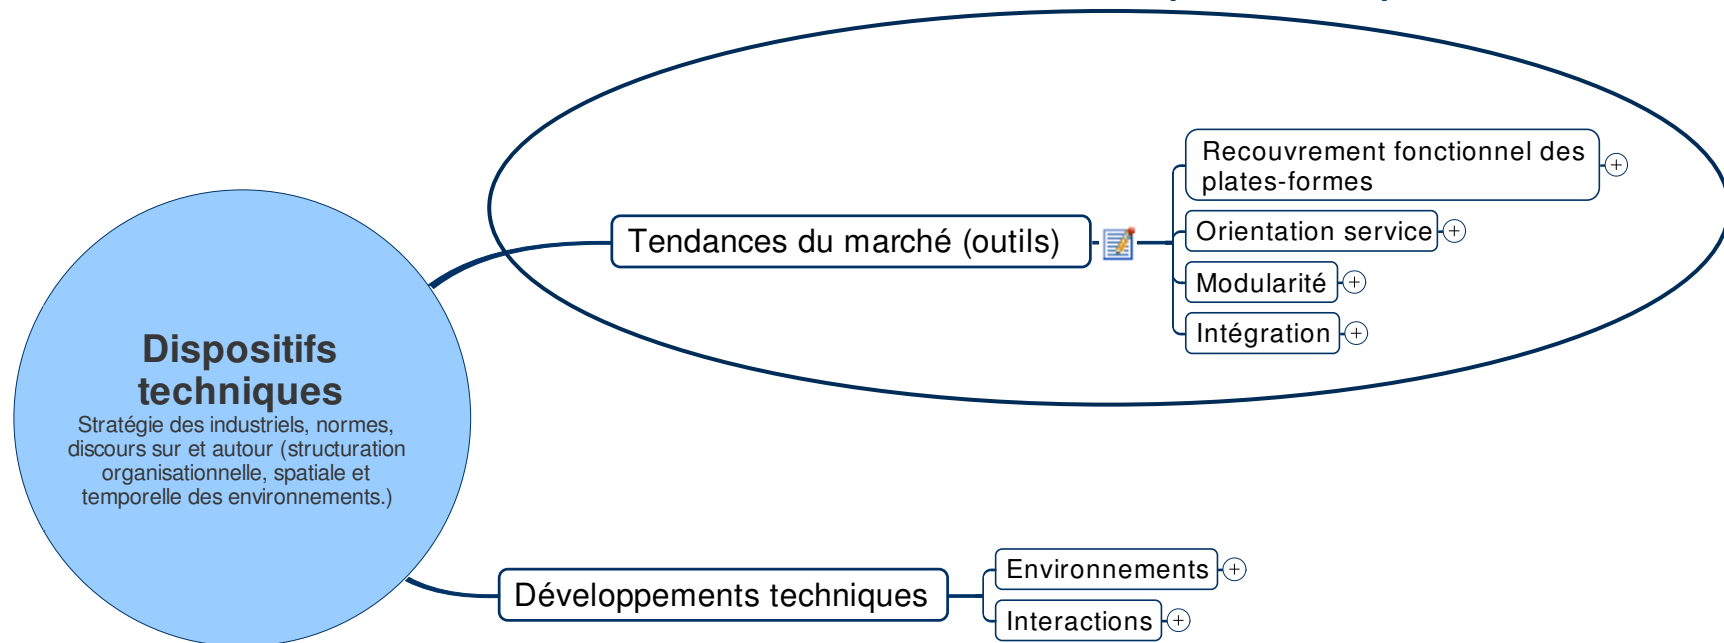 Recouvrement fonctionnel des
plates-formes
Orientation service
Tendances du marché (outils)
Modularité
Intégration
Dispositifs
techniques
Stratégie des industriels, normes,
discours sur et autour (structuration
organisationnelle, spatiale et
temporelle des environnements.)
Environnements
Développements techniques
Interactions